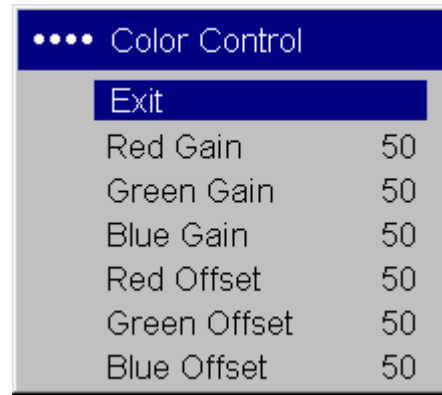 •••• Color Control
Exit
Red Gain 50
Green Gain 50
Blue Gain 50
Red Offset 50
Green Offset 50
Blue Offset 50